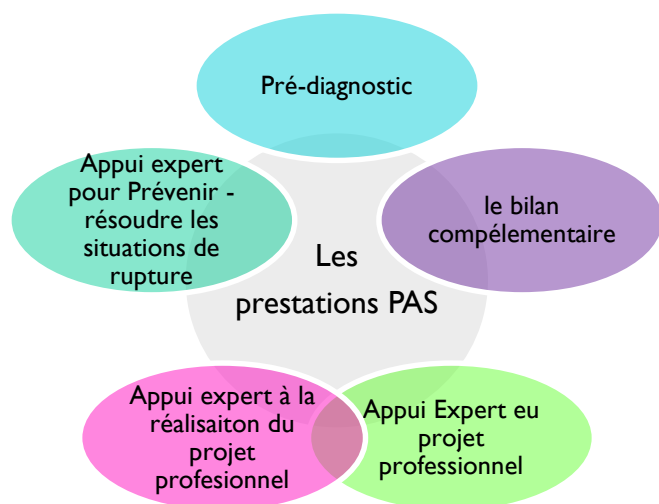 Pré-diagnostic
Appui expert
pour Prévenir -
résoudre les
situations de
rupture
le bilan
compélementaire
Les
prestations PAS
Appui expert à la
réalisaiton du
projet
profesionnel
Appui Expert eu
projet
professionnel